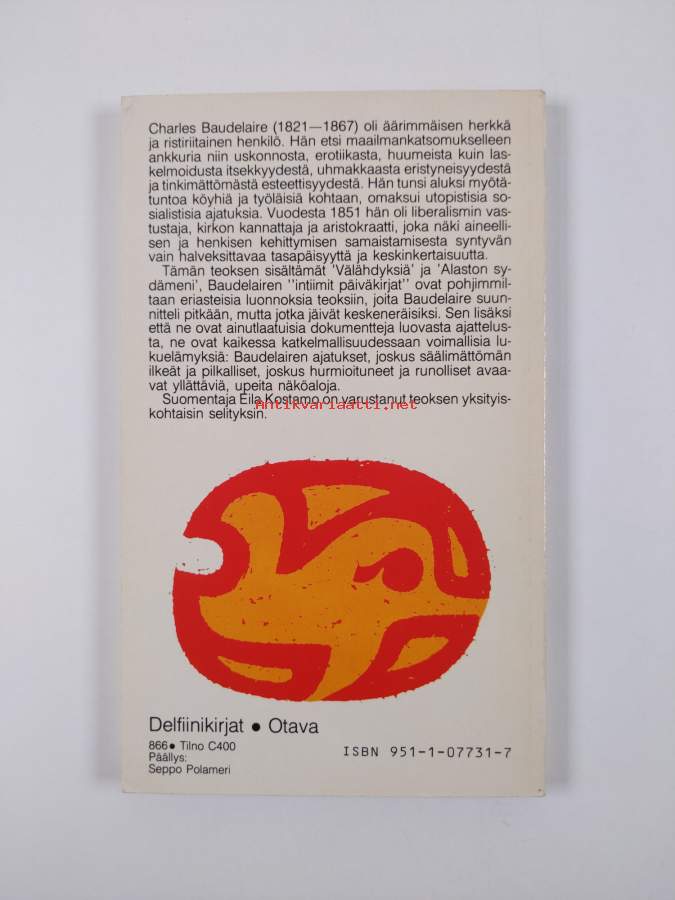 Charles Baudelaire (1821—1867) oli äärimmäisen herkkä
ja ristiriitainen henkilö. Hän etsi maailmankatsomukselleen
ankkuria niin uskonnosta, erotiikasta, huumeista kuin las-
kelmoidusta itsekkyydestä, uhmakkaasta eristyneisyydestä
ja tinkimättömästä esteettisyydestä. Hän tunsi aluksi myötä-
tuntoa köyhiä ja työläisiä kohtaan, omaksui utopistisia so-
sialistisia ajatuksia. Vuodesta 1851 hän oli liberalismin vas-
tustaja, kirkon kannattaja ja aristokraatti, joka näki aineelli-
sen ja henkisen kehittymisen samaistamisesta syntyvän
vain halveksittavaa tasapäisyyttä ja keskinkertaisuutta.
Tämän teoksen sisältämät 'Välähdyksiä' ja 'Alaston sy-
dämeni', Baudelairen ''intiimit päiväkirjat'' ovat pohjimmil-
taan eriasteisia luonnoksia teoksiin, joita Baudelaire suun-
nitteli pitkään, mutta jotka jäivät keskeneräisiksi. Sen lisäksi
että ne ovat ainutlaatuisia dokumentteja luovasta ajattelus-
ta, ne ovat kaikessa katkelmallisuudessaan voimallisia lu-
kuelämyksiä: Baudelairen ajatukset, joskus säälimättömän
ilkeät ja pilkalliset, joskus hurmioituneet ja runolliset avaa-
vat yllättäviä, upeita näköaloja.
Suomentaja Eila Kostamo on varustanut teoksen yksityis-
kohtaisin selityksin.
Antikvariaatti.net
Delfiinikirjat ● Otava
866● Tilno C400
Päällys:
Seppo Polameri
ISBN 951-1-07731-7